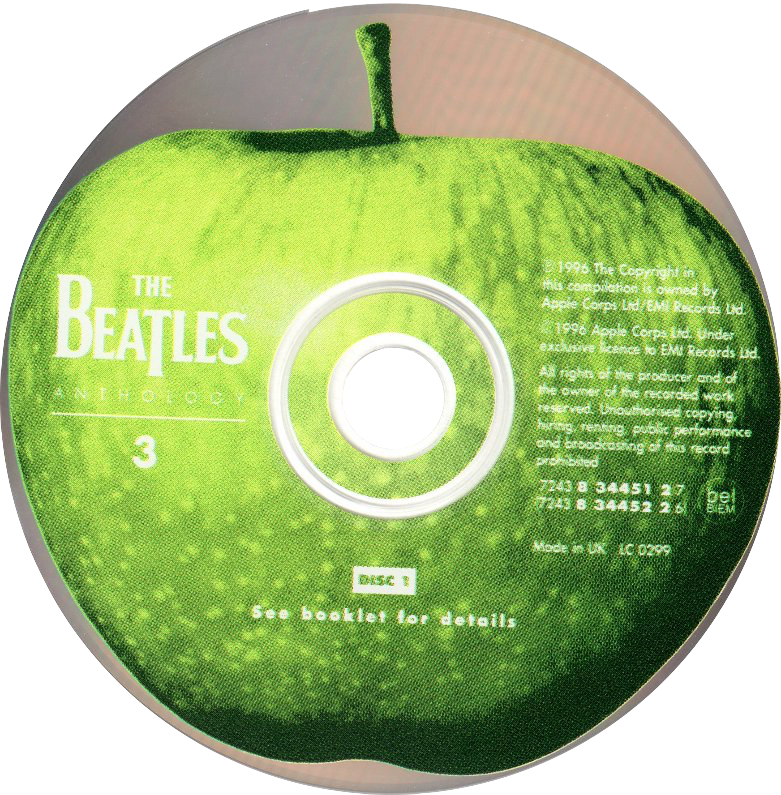 THE
BEATLES
ANTHOLOGY
3
℗ 1996 The Copyright in
this compilation is owned by
Apple Corps Ltd/EMI Records Ltd.
© 1996 Apple Corps Ltd. Under
exclusive licence to EMI Records Ltd.
All rights of the producer and of
the owner of the recorded work
reserved. Unauthorised copying,
hiring, renting, public performance
and broadcasting of this record
prohibited
7243 8 34451 2 7
7243 8 34452 2 6
bel
BIEM
Made in UK LC 0299
DISC 1
See booklet for details